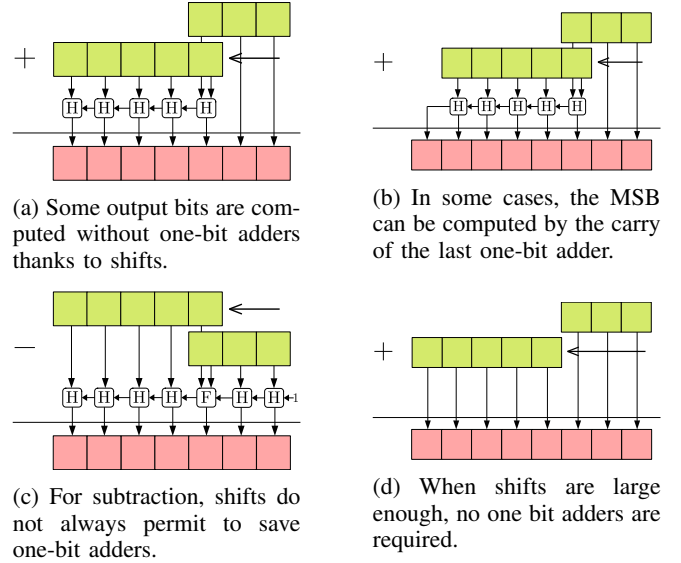 +
H H H H H
(a) Some output bits are com-
puted without one-bit adders
thanks to shifts.
+
H H H H H
(b) In some cases, the MSB
can be computed by the carry
of the last one-bit adder.
−
H H H H F H H 1
(c) For subtraction, shifts do
not always permit to save
one-bit adders.
+
(d) When shifts are large
enough, no one bit adders are
required.